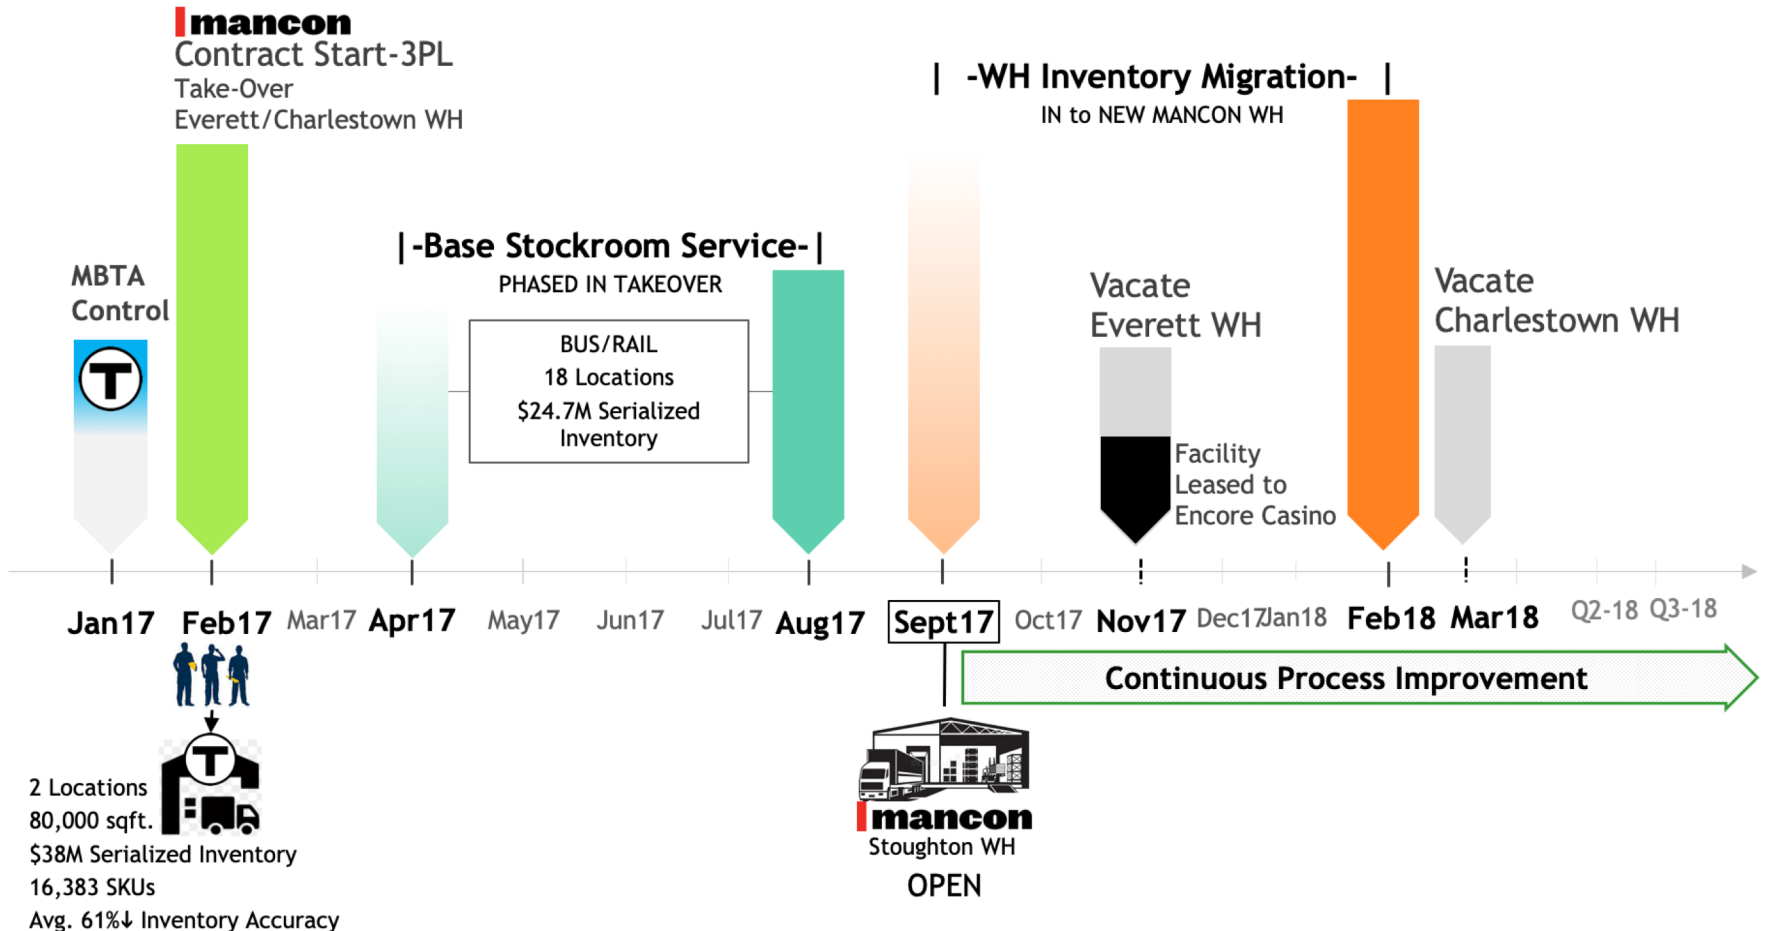 mancon
Contract Start-3PL
Take-Over
Everett/Charlestown WH
| -WH Inventory Migration- |
IN to NEW MANCON WH
|-Base Stockroom Service-|
PHASED IN TAKEOVER
BUS/RAIL
18 Locations
$24.7M Serialized
Inventory
MBTA
Control
T
Vacate
Everett WH
Facility
Leased to
Encore Casino
Vacate
Charlestown WH
Jan17 Feb17 Mar17 Apr17 May17 Jun17 Jul17 Aug17 Sept17 Oct17 Nov17 Dec17 Jan18 Feb18 Mar18 Q2-18 Q3-18
Continuous Process Improvement
T
2 Locations
80,000 sqft.
$38M Serialized Inventory
16,383 SKUs
Avg. 61%↓ Inventory Accuracy
mancon
Stoughton WH
OPEN